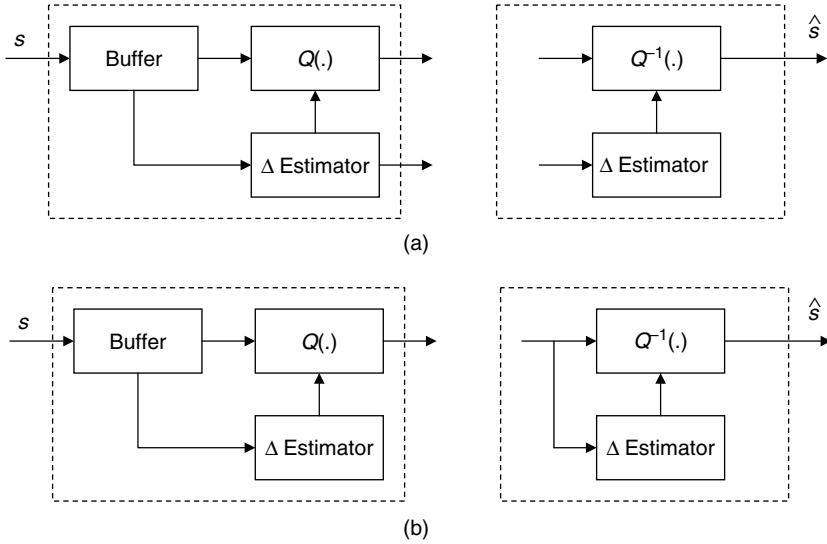 s
Buffer
Q(.)
Δ Estimator
Q⁻¹(.)
Δ Estimator
ŝ
(a)
s
Buffer
Q(.)
Δ Estimator
Q⁻¹(.)
Δ Estimator
ŝ
(b)